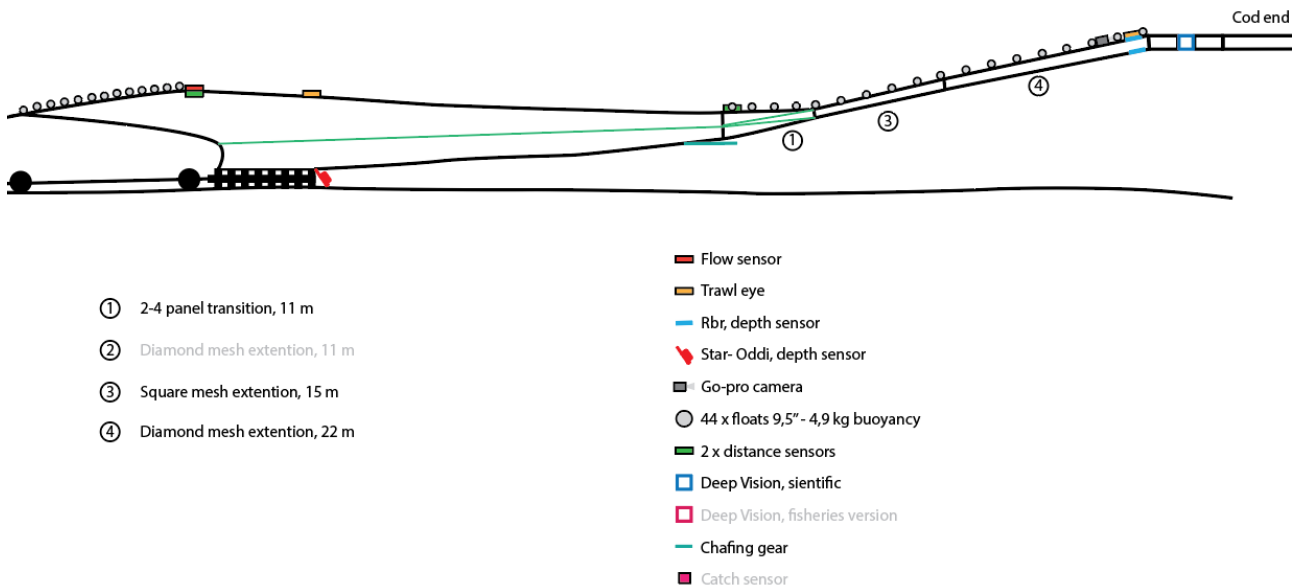 Cod end
4
3
1
1 2-4 panel transition, 11 m
2 Diamond mesh extention, 11 m
3 Square mesh extention, 15 m
4 Diamond mesh extention, 22 m
Flow sensor
Trawl eye
Rbr, depth sensor
Star- Oddi, depth sensor
Go-pro camera
44 x floats 9,5" - 4,9 kg buoyancy
2 x distance sensors
Deep Vision, sientific
Deep Vision, fisheries version
Chafing gear
Catch sensor